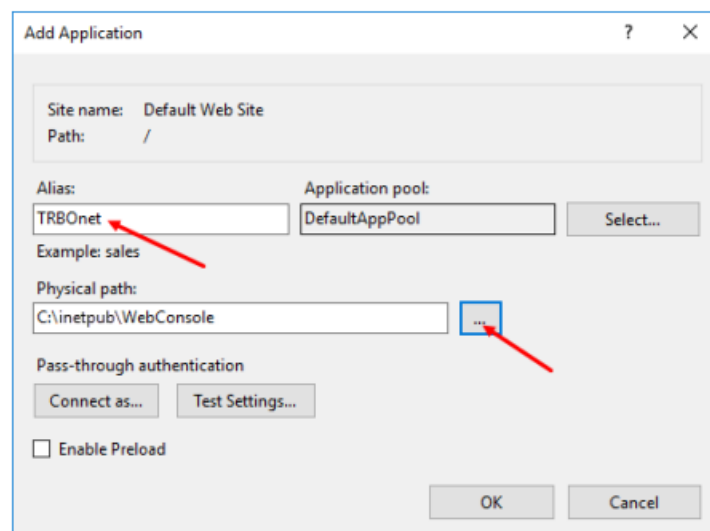 Add Application
?
Site name: Default Web Site
Path: /
Alias: Application pool:
TRBOnet DefaultAppPool Select...
Example: sales
Physical path:
C:\inetpub\WebConsole ...
Pass-through authentication
Connect as... Test Settings...
Enable Preload
OK Cancel